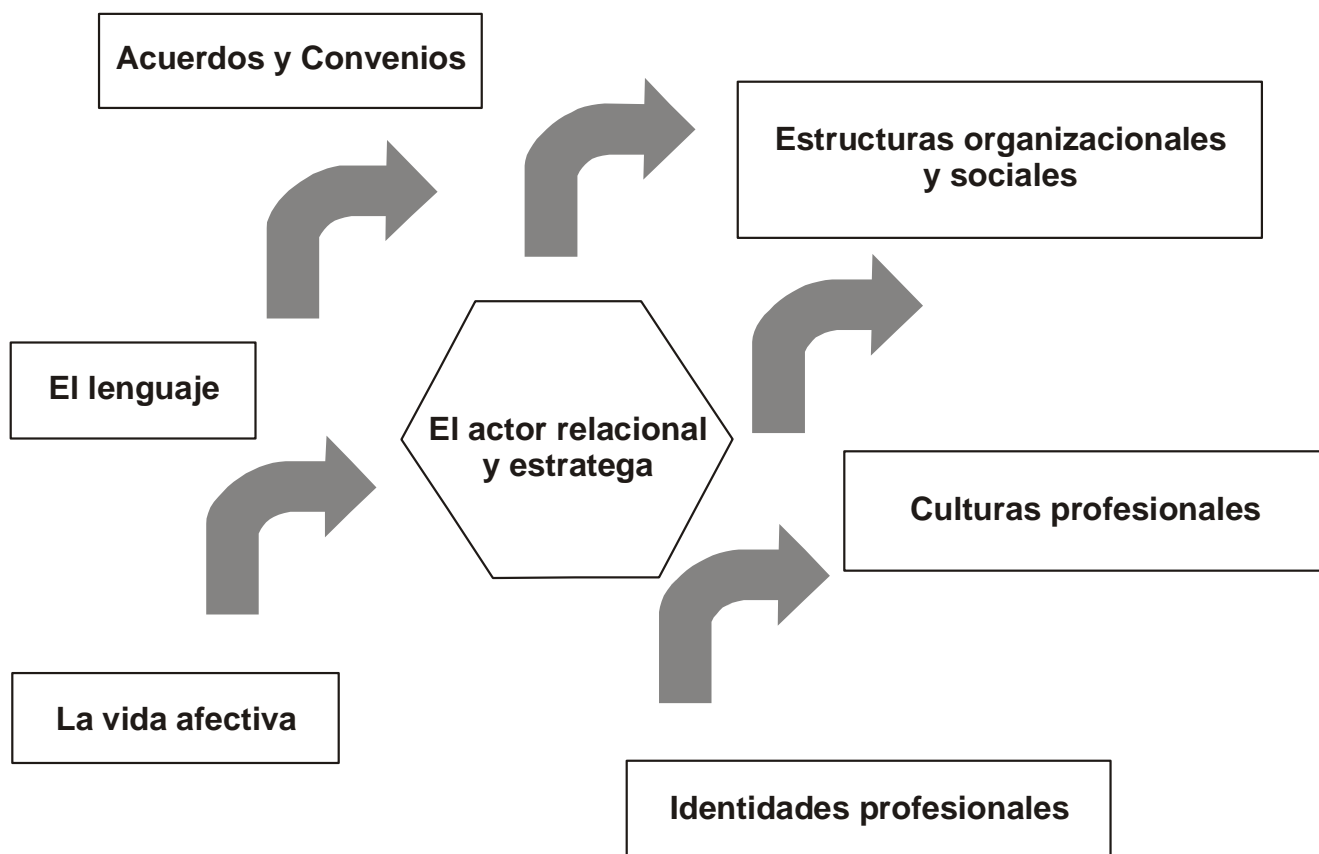 Acuerdos y Convenios
Estructuras organizacionales
y sociales
El lenguaje
El actor relacional
y estratega
Culturas profesionales
La vida afectiva
Identidades profesionales